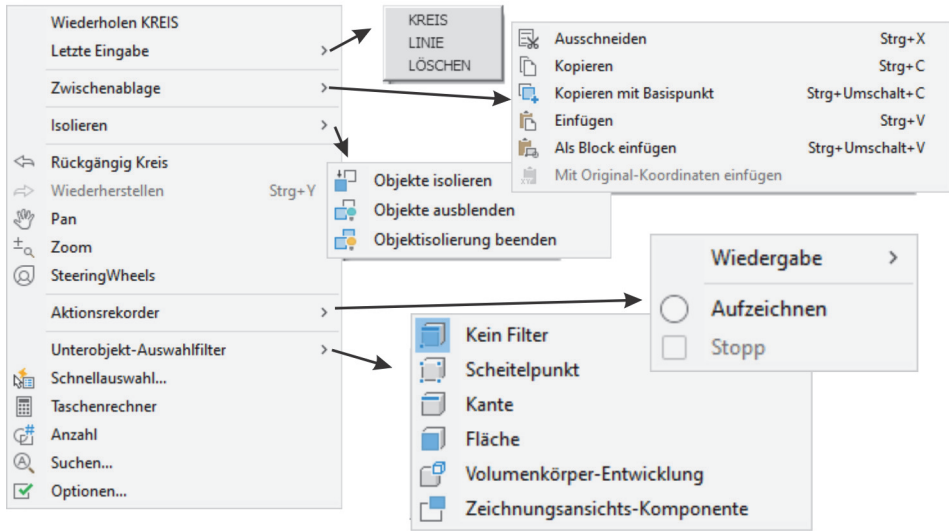 Wiederholen KREIS
Letzte Eingabe
Zwischenablage
Isolieren
Rückgängig Kreis
Wiederherstellen Strg+Y
Pan
Zoom
SteeringWheels
Aktionsrekorder
Unterobjekt-Auswahlfilter
Schnellauswahl...
Taschenrechner
Anzahl
Suchen...
Optionen...
KREIS
LINIE
LÖSCHEN
Ausschneiden Strg+X
Kopieren Strg+C
Kopieren mit Basispunkt Strg+Umschalt+C
Einfügen Strg+V
Als Block einfügen Strg+Umschalt+V
Mit Original-Koordinaten einfügen
Objekte isolieren
Objekte ausblenden
Objektisolierung beenden
Wiedergabe
Aufzeichnen
Stopp
Kein Filter
Scheitelpunkt
Kante
Fläche
Volumenkörper-Entwicklung
Zeichnungsansichts-Komponente